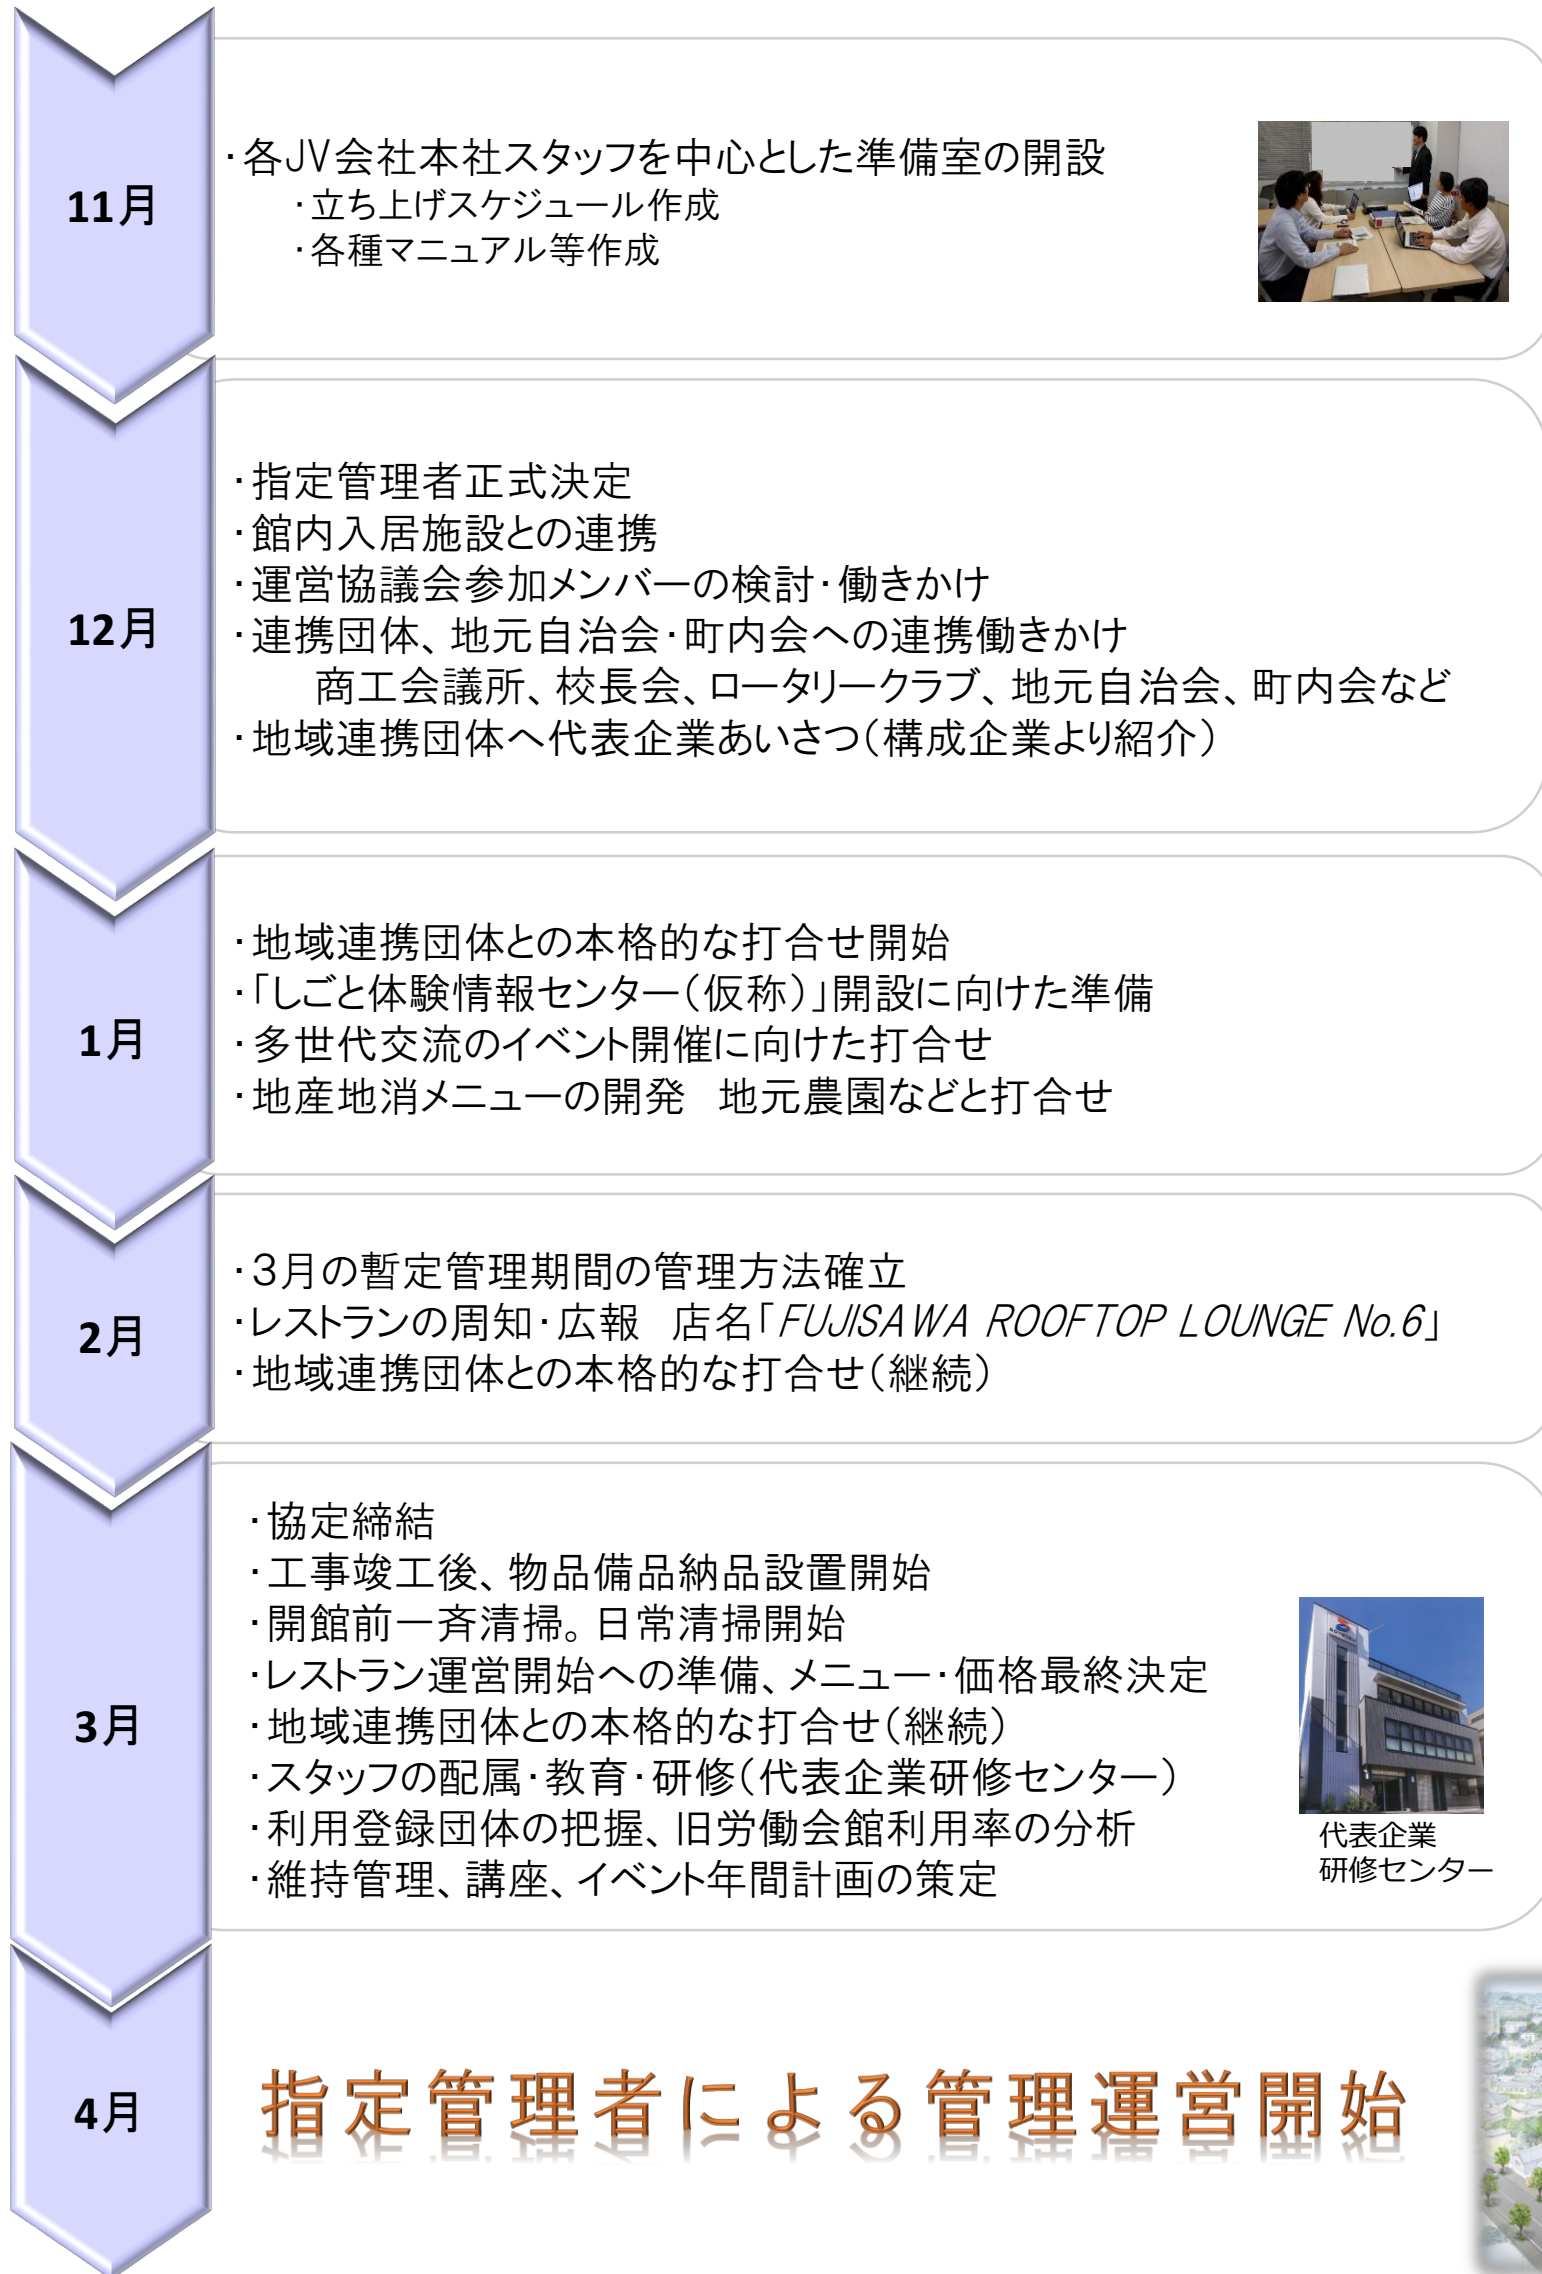 11月
・各JV会社本社スタッフを中心とした準備室の開設
・立ち上げスケジュール作成
・各種マニュアル等作成
12月
・指定管理者正式決定
・館内入居施設との連携
・運営協議会参加メンバーの検討・働きかけ
・連携団体、地元自治会・町内会への連携働きかけ
商工会議所、校長会、ロータリークラブ、地元自治会、町内会など
・地域連携団体へ代表企業あいさつ（構成企業より紹介）
1月
・地域連携団体との本格的な打合せ開始
・「しごと体験情報センター（仮称）」開設に向けた準備
・多世代交流のイベント開催に向けた打合せ
・地産地消メニューの開発　地元農園などと打合せ
2月
・３月の暫定管理期間の管理方法確立
・レストランの周知・広報　店名「FUJISAWA ROOFTOP LOUNGE No.6」
・地域連携団体との本格的な打合せ（継続）
3月
・協定締結
・工事竣工後、物品備品納品設置開始
・開館前一斉清掃。日常清掃開始
・レストラン運営開始への準備、メニュー・価格最終決定
・地域連携団体との本格的な打合せ（継続）
・スタッフの配属・教育・研修（代表企業研修センター）
・利用登録団体の把握、旧労働会館利用率の分析
・維持管理、講座、イベント年間計画の策定
代表企業
研修センター
4月
指定管理者による管理運営開始